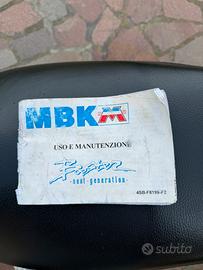 MBK
USO E MANUTENZIONE
Booster
-next generation-
4SB-F8199-F2
subito